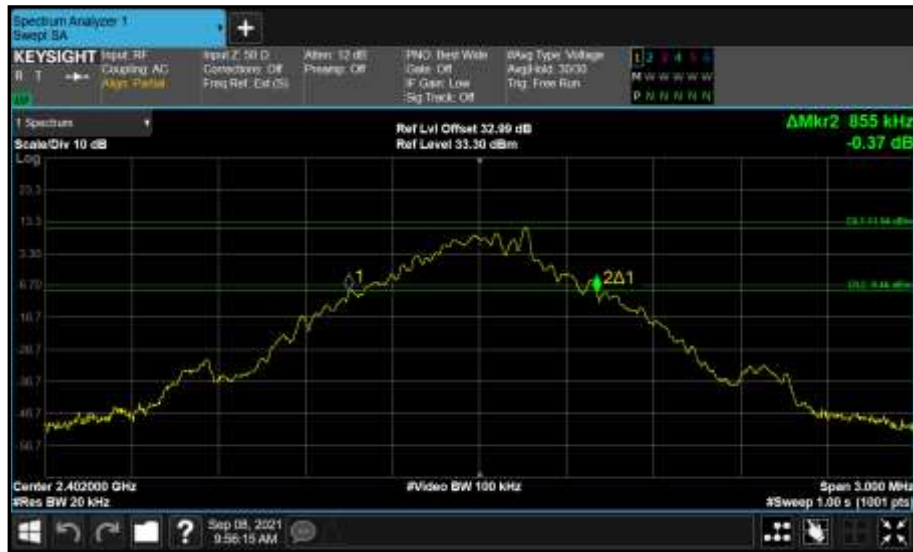 Spectrum Analyzer 1
Swept SA
KEYSIGHT
R T
Input: RF
Coupling: AC
Align: Partial
Input Z: 50 Ω
Corrections: Off
Freq Ref: Ext (S)
Atten: 12 dB
Preamp: Off
PNO: Best Wide
Gate: Off
IF Gain: Low
Sig Track: Off
#Avg Type: Voltage
Avg|Hold: 30/30
Trig: Free Run
1 2 3 4 5 6
M W W W W W
P N N N N N
1 Spectrum
Scale/Div 10 dB
Ref Lvl Offset 32.99 dB
Ref Level 33.30 dBm
ΔMkr2 855 kHz
-0.37 dB
Log
23.3
13.3
3.30
-6.70
-16.7
-26.7
-36.7
-46.7
-56.7
1
2Δ1
Center 2.402000 GHz
#Res BW 20 kHz
#Video BW 100 kHz
Span 3.000 MHz
#Sweep 1.00 s (1001 pts)
Sep 08, 2021
9:56:15 AM